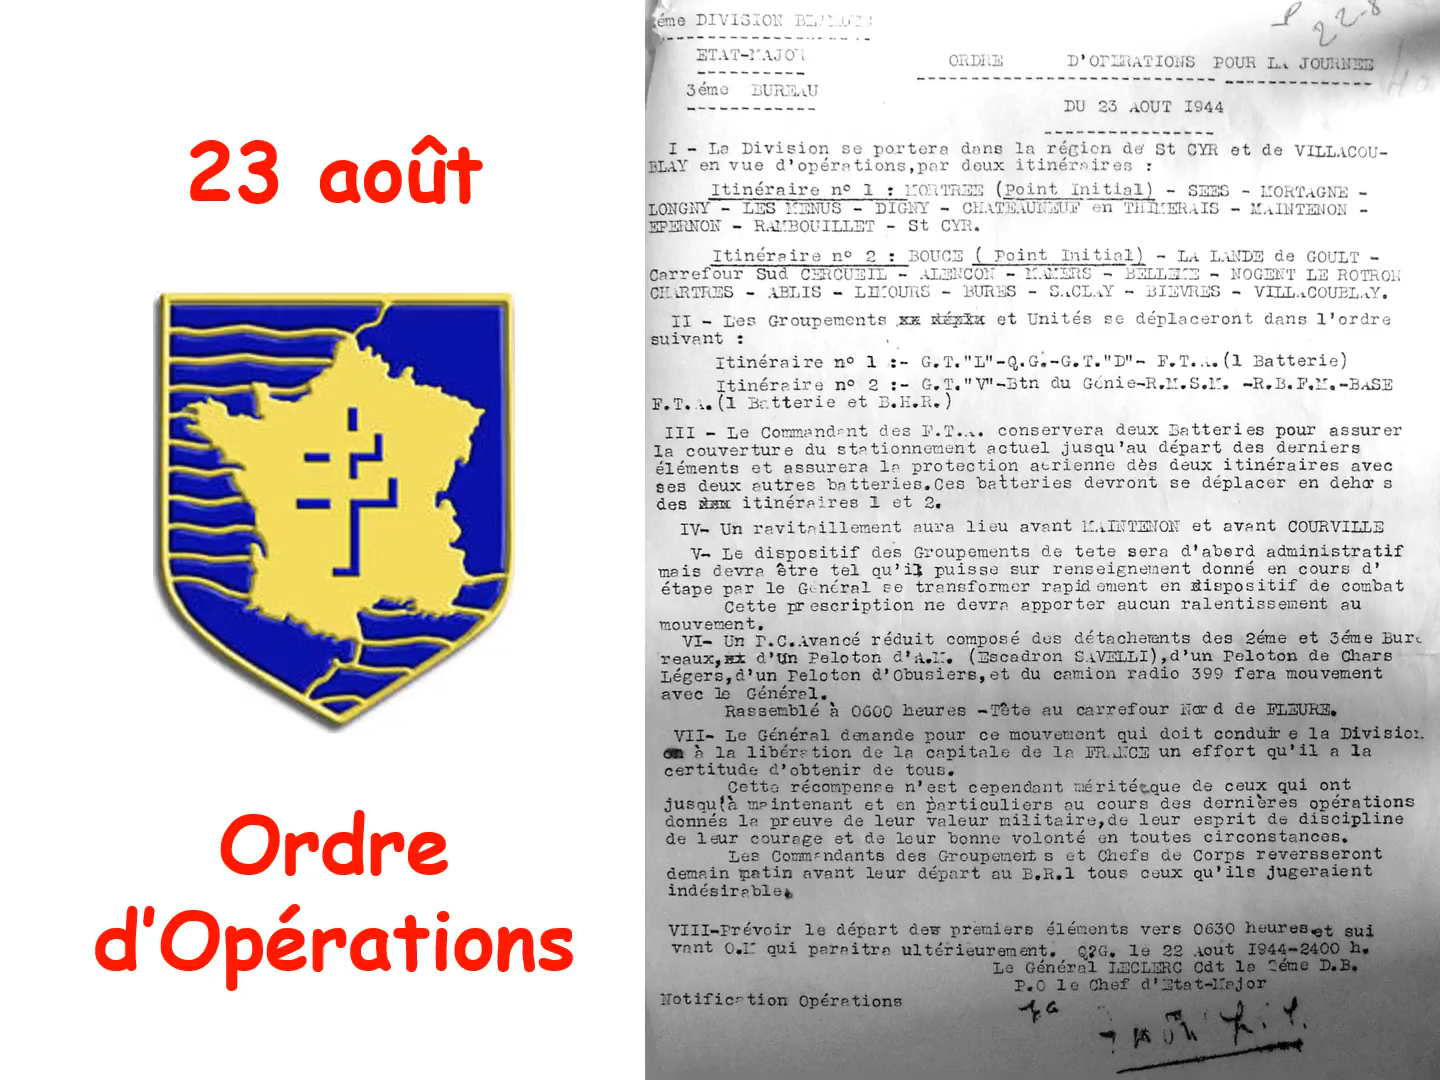 23 août
Ordre
d'Opérations
éme DIVISION BLINDEE
ETAT-MAJOR
3éme BUREAU
ORDRE D'OPERATIONS POUR LA JOURNEE
DU 23 AOUT 1944
I - La Division se portera dans la région de St CYR et de VILLACOU-
BLAY en vue d'opérations,par deux itinéraires :
Itinéraire n° 1 : MORTREE (Point Initial) - SEES - MORTAGNE -
LONGNY - LES MENUS - DIGNY - CHATEAUNEUF en THIMERAIS - MAINTENON -
EPERNON - RAMBOUILLET - St CYR.
Itinéraire n° 2 : BOUCE ( Point Initial) - LA LANDE de GOULT -
Carrefour Sud CERCUEIL - ALENCON - MAMERS - BELLEME - NOGENT LE ROTROU
CHARTRES - ABLIS - LIMOURS - BURES - SACLAY - BIEVRES - VILLACOUBLAY.
II - Les Groupements et Unités se déplaceront dans l'ordre
suivant :
Itinéraire n° 1 :- G.T."L"-Q.G.-G.T."D"- F.T.A.(1 Batterie)
Itinéraire n° 2 :- G.T."V"-Btn du Génie-R.M.S.M. -R.B.F.M.-BASE
F.T.A.(1 Batterie et B.H.R.)
III - Le Commandant des F.T.A. conservera deux Batteries pour assurer
la couverture du stationnement actuel jusqu'au départ des derniers
éléments et assurera la protection aérienne dès deux itinéraires avec
ses deux autres batteries.Ces batteries devront se déplacer en dehors
des itinéraires 1 et 2.
IV- Un ravitaillement aura lieu avant MAINTENON et avant COURVILLE
V- Le dispositif des Groupements de tete sera d'abord administratif
mais devra être tel qu'il puisse sur renseignement donné en cours d'
étape par le Général se transformer rapidement en dispositif de combat
Cette prescription ne devra apporter aucun ralentissement au
mouvement.
VI- Un P.C.Avancé réduit composé des détachements des 2éme et 3éme Bur
reaux, d'un Peloton d'A.M. (Escadron SAVELLI),d'un Peloton de Chars
Légers,d'un Peloton d'Obusiers,et du camion radio 399 fera mouvement
avec le Général.
Rassemblé à 0600 heures -Tête au carrefour Nord de FLEURE.
VII- Le Général demande pour ce mouvement qui doit conduire la Division
à la libération de la capitale de la FRANCE un effort qu'il a la
certitude d'obtenir de tous.
Cette récompense n'est cependant méritée que de ceux qui ont
jusqu'à maintenant et en particuliers au cours des dernières opérations
donnés la preuve de leur valeur militaire,de leur esprit de discipline
de leur courage et de leur bonne volonté en toutes circonstances.
Les Commandants des Groupements et Chefs de Corps reversseront
demain matin avant leur départ au B.R.1 tous ceux qu'ils jugeraient
indésirable.
VIII-Prévoir le départ des premiers éléments vers 0630 heures et sui
vant O.M qui paraitra ultérieurement. Q.G. le 22 Aout 1944-2400 h.
Le Général LECLERC Cdt la 2éme D.B.
P.O le Chef d'Etat-Major
Notification Opérations